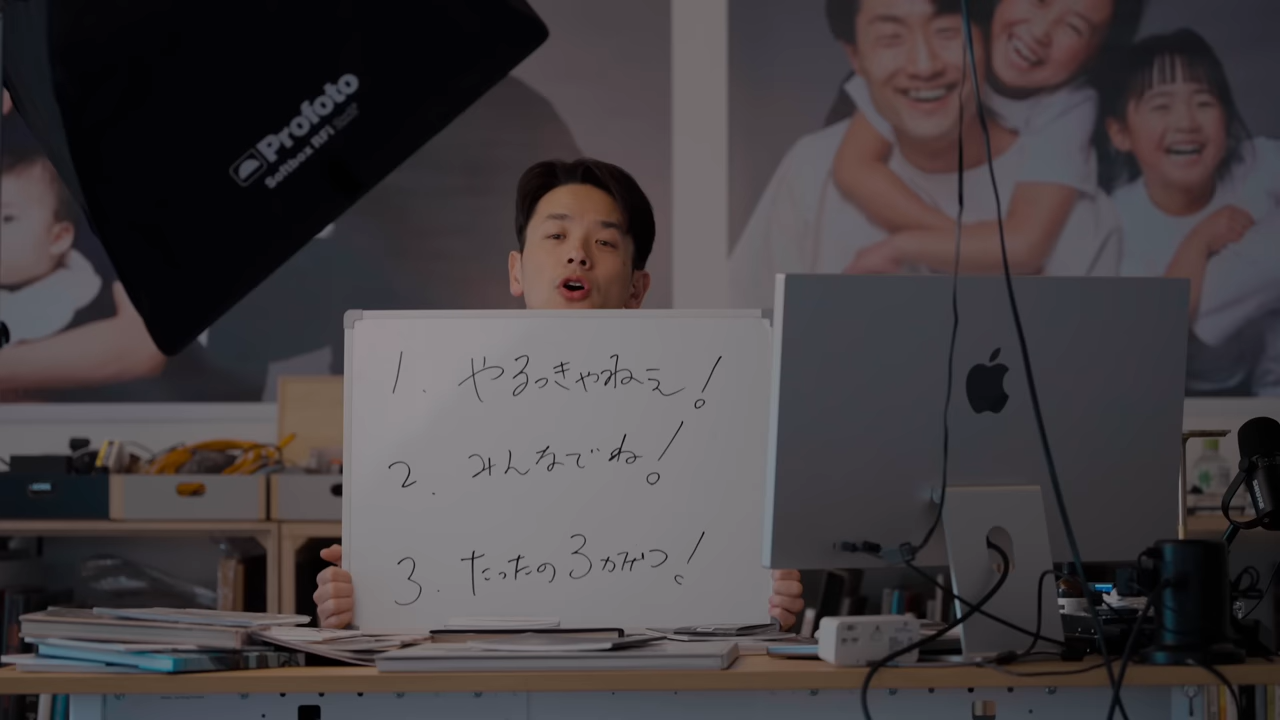 Profoto
Softbox RFi
1. やるっきゃねぇ!
2. みんなでね!
3. たったの3かげつ!